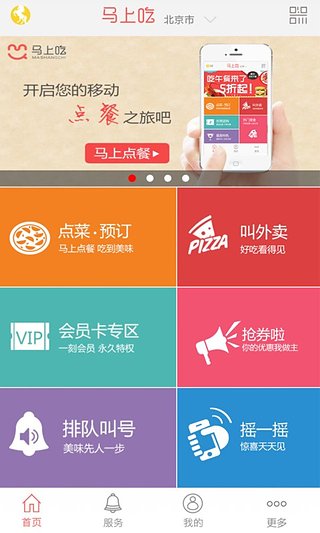 马上吃 北京市
马上吃
MASHANGCHI
开启您的移动
点餐之旅吧
马上点餐 ▶
马上吃
吃午餐来了
5折起!
点菜·预订
马上点餐 吃到美味
PIZZA
叫外卖
好吃看得见
VIP
会员卡专区
一刻会员 永久特权
抢券啦
你的优惠我做主
排队叫号
美味先人一步
摇一摇
惊喜天天见
首页
服务
我的
更多